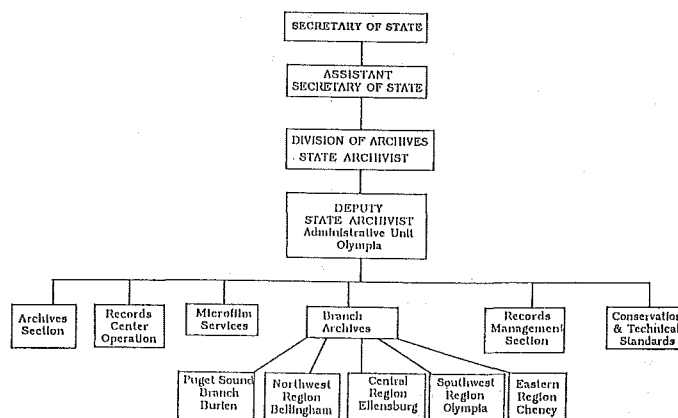 SECRETARY OF STATE
ASSISTANT
SECRETARY OF STATE
DIVISION OF ARCHIVES
STATE ARCHIVIST
DEPUTY
STATE ARCHIVIST
Administrative Unit
Olympia
Archives
Section
Records
Center
Operation
Microfilm
Services
Branch
Archives
Records
Management
Section
Conservation
& Technical
Standards
Puget Sound
Branch
Burien
Northwest
Region
Bellingham
Central
Region
Ellensburg
Southwest
Region
Olympia
Eastern
Region
Cheney